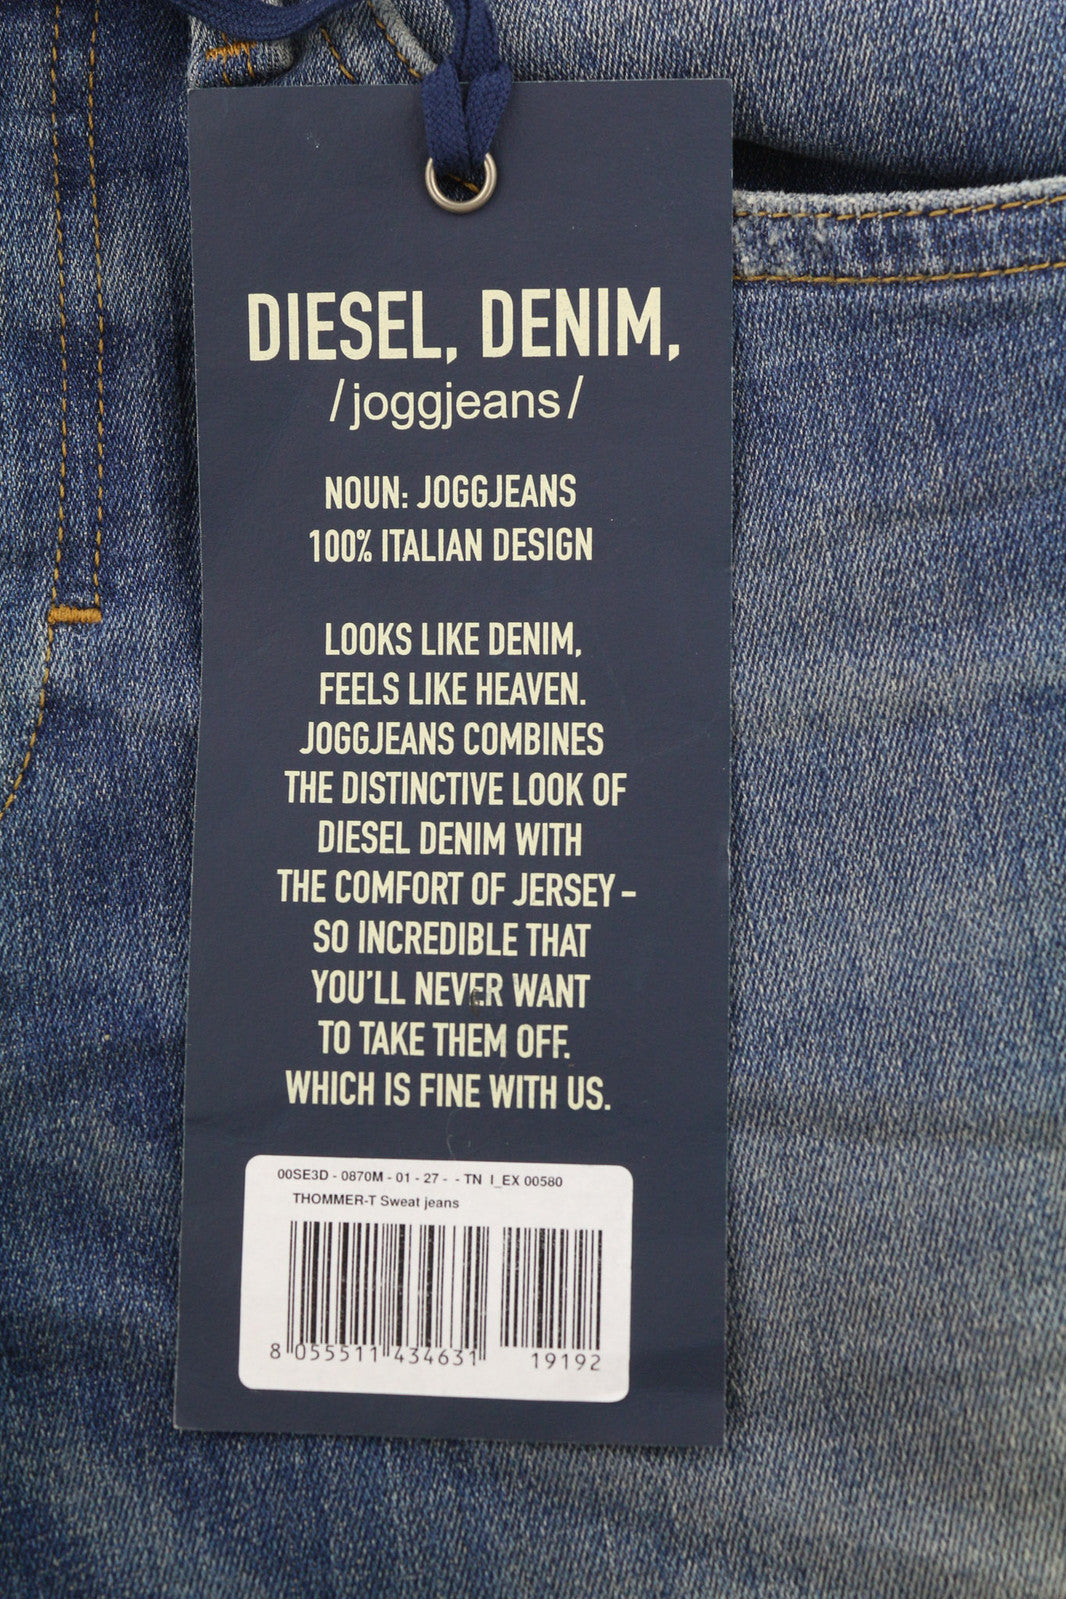 DIESEL, DENIM,
/joggjeans/
NOUN: JOGGJEANS
100% ITALIAN DESIGN
LOOKS LIKE DENIM,
FEELS LIKE HEAVEN.
JOGGJEANS COMBINES
THE DISTINCTIVE LOOK OF
DIESEL DENIM WITH
THE COMFORT OF JERSEY –
SO INCREDIBLE THAT
YOU'LL NEVER WANT
TO TAKE THEM OFF.
WHICH IS FINE WITH US.
00SE3D - 0870M - 01 - 27 - - TN I_EX 00580
THOMMER-T Sweat jeans
8 055511 434631 19192